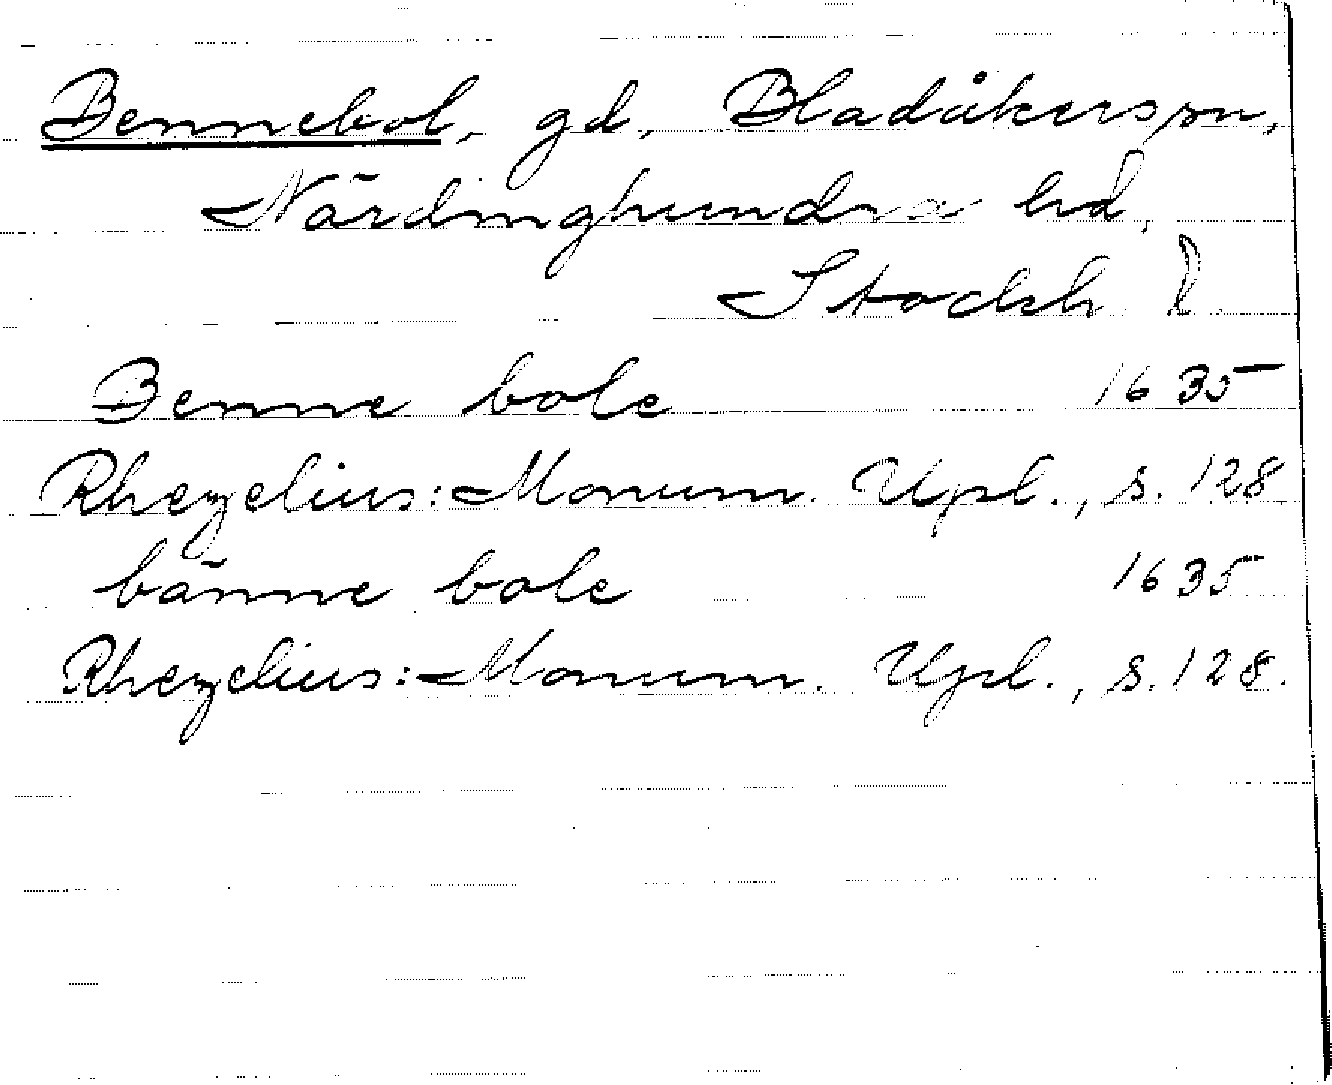 Bennebol, gd, Bladåkers sn,
Närdinghundra hd,
Stockh l.
Benne bole 1635
Rhezelius: Monum. Upl., s. 128
bänne bole 1635
Rhezelius: Monum. Upl., s. 128.